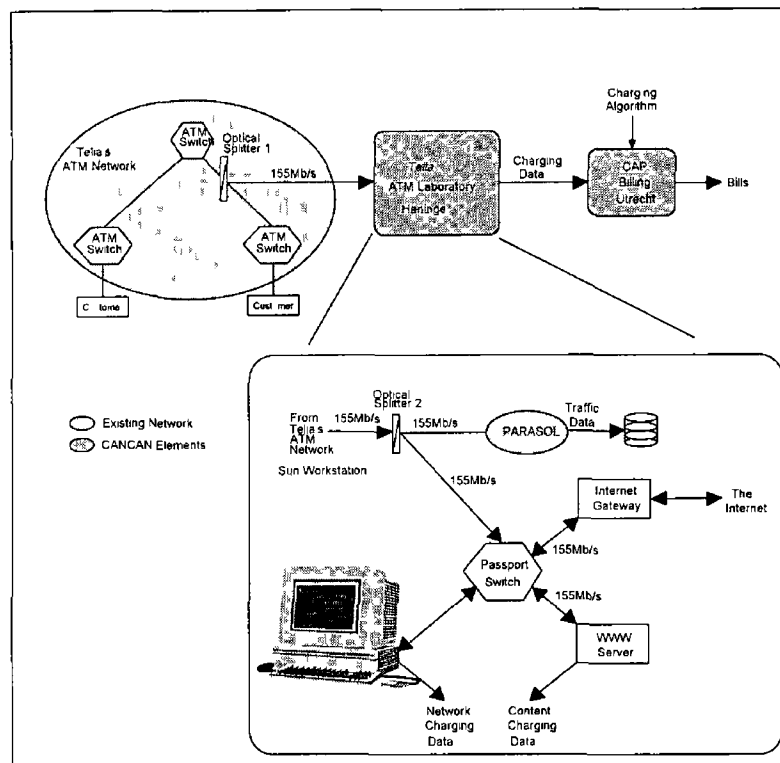 Charging
Algorithm
ATM
Switch
Optical
Splitter 1
Telia's
ATM Network
155Mb/s
Telia
ATM Laboratory
Haninge
Charging
Data
CAP
Billing
Utrecht
Bills
ATM
Switch
ATM
Switch
Optical
Splitter 2
Existing Network
CANCAN Elements
From
Telia's
ATM
Network
155Mb/s
155Mb/s
PARASOL
Traffic
Data
Sun Workstation
155Mb/s
Internet
Gateway
The
Internet
155Mb/s
Passport
Switch
155Mb/s
WWW
Server
Network
Charging
Data
Content
Charging
Data